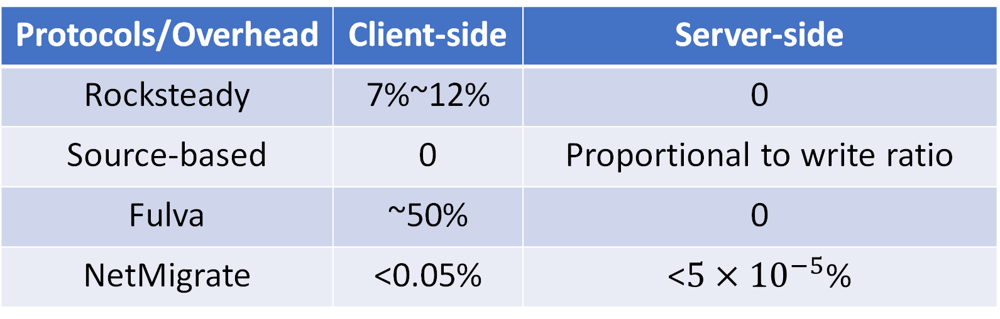 Protocols/Overhead Client-side Server-side
Rocksteady 7%~12% 0
Source-based 0 Proportional to write ratio
Fulva ~50% 0
NetMigrate <0.05% <5 × 10⁻⁵%